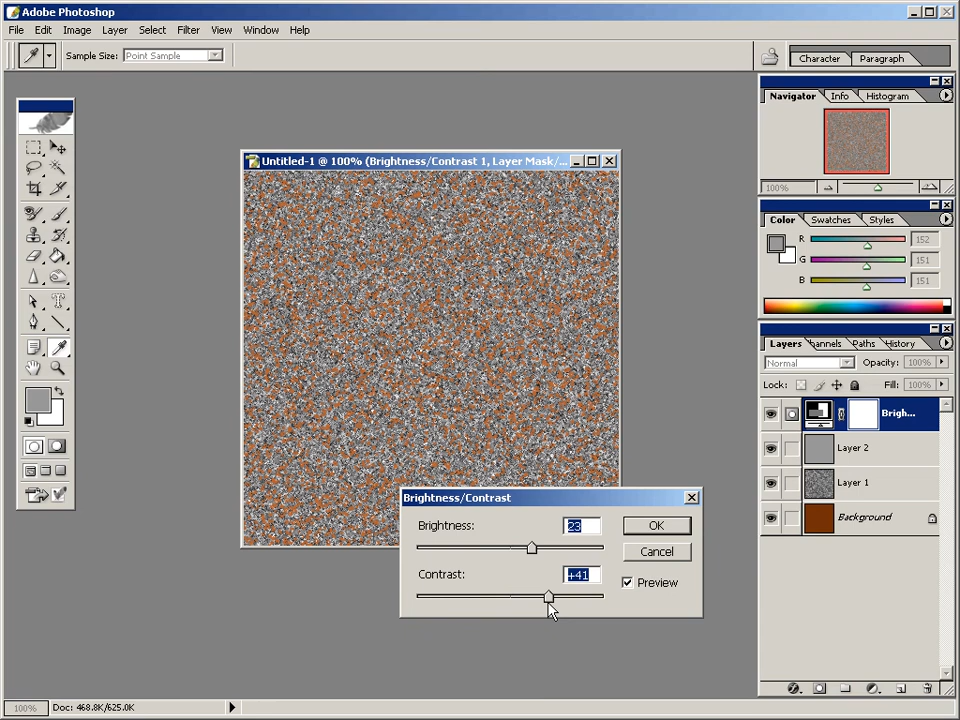 Adobe Photoshop
File Edit Image Layer Select Filter View Window Help
Sample Size: Point Sample
Character Paragraph
Navigator Info Histogram
100%
Untitled-1 @ 100% (Brightness/Contrast 1, Layer Mask/...
Color Swatches Styles
R 152
G 151
B 151
Layers hannels Paths History
Normal Opacity: 100%
Lock: Fill: 100%
Brigh...
Layer 2
Layer 1
Background
Brightness/Contrast
Brightness: 23
OK
Cancel
Contrast: +41
Preview
100% Doc: 468.8K/625.0K